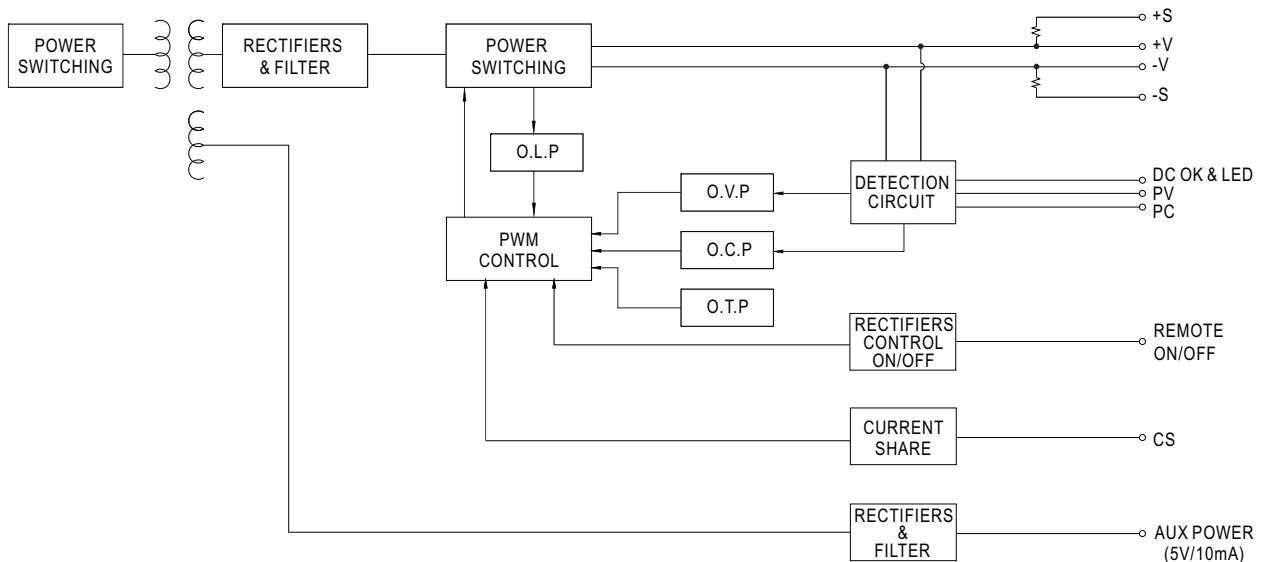 POWER
SWITCHING
RECTIFIERS
& FILTER
POWER
SWITCHING
+S
+V
-V
-S
O.L.P
O.V.P
DETECTION
CIRCUIT
DC OK & LED
PV
PC
PWM
CONTROL
O.C.P
O.T.P
RECTIFIERS
CONTROL
ON/OFF
REMOTE
ON/OFF
CURRENT
SHARE
CS
RECTIFIERS
&
FILTER
AUX POWER
(5V/10mA)